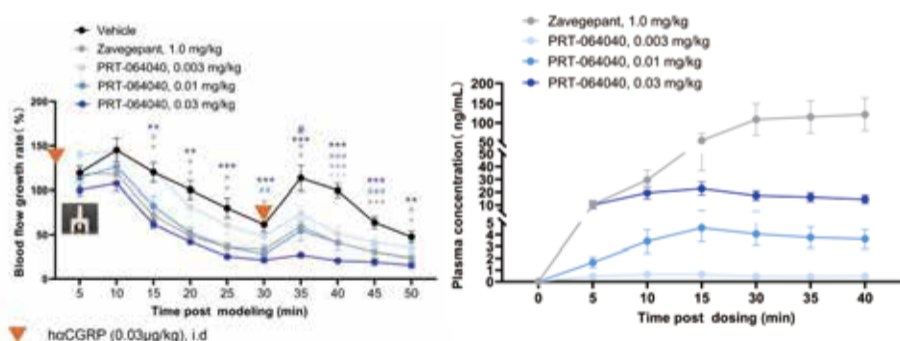 Vehicle
Zavegepant, 1.0 mg/kg
PRT-064040, 0.003 mg/kg
PRT-064040, 0.01 mg/kg
PRT-064040, 0.03 mg/kg
Blood flow growth rate (%)
200
150
100
50
0
** ** *** *** # *** *** *** **
5 10 15 20 25 30 35 40 45 50
Time post modeling (min)
hαCGRP (0.03μg/kg), i.d
Zavegepant, 1.0 mg/kg
PRT-064040, 0.003 mg/kg
PRT-064040, 0.01 mg/kg
PRT-064040, 0.03 mg/kg
Plasma concentration (ng/mL)
200
150
100
50
50
40
30
20
10
5
4
3
2
1
0
0 5 10 15 30 35 40
Time post dosing (min)